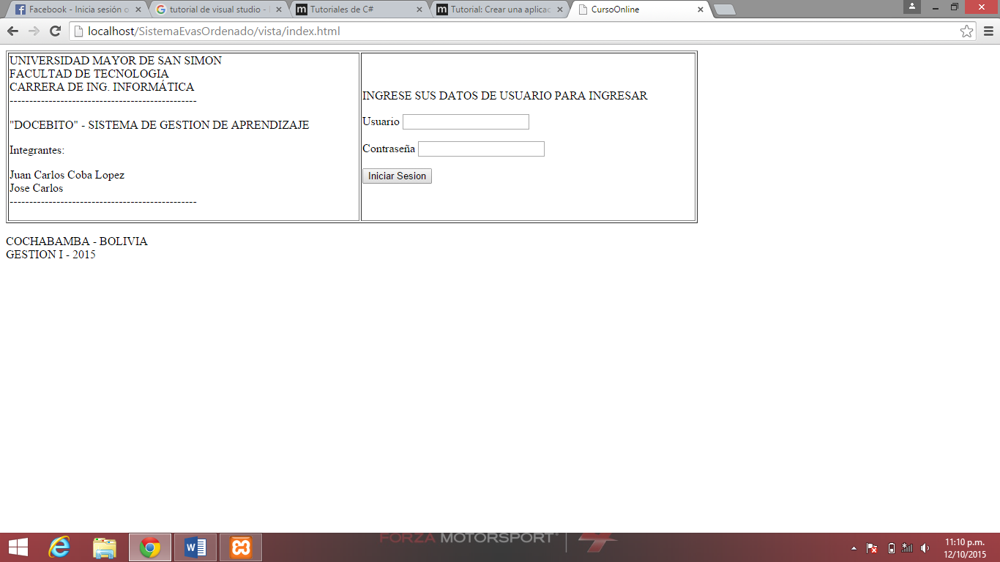 Facebook - Inicia sesión o
tutorial de visual studio -
Tutoriales de C#
Tutorial: Crear una aplicac
CursoOnline
localhost/SistemaEvasOrdenado/vista/index.html
UNIVERSIDAD MAYOR DE SAN SIMON
FACULTAD DE TECNOLOGIA
CARRERA DE ING. INFORMÁTICA
-----------------------------------------------
"DOCEBITO" - SISTEMA DE GESTION DE APRENDIZAJE
Integrantes:
Juan Carlos Coba Lopez
Jose Carlos
-----------------------------------------------
INGRESE SUS DATOS DE USUARIO PARA INGRESAR
Usuario
Contraseña
Iniciar Sesion
COCHABAMBA - BOLIVIA
GESTION I - 2015
FORZA MOTORSPORT
11:10 p.m.
12/10/2015